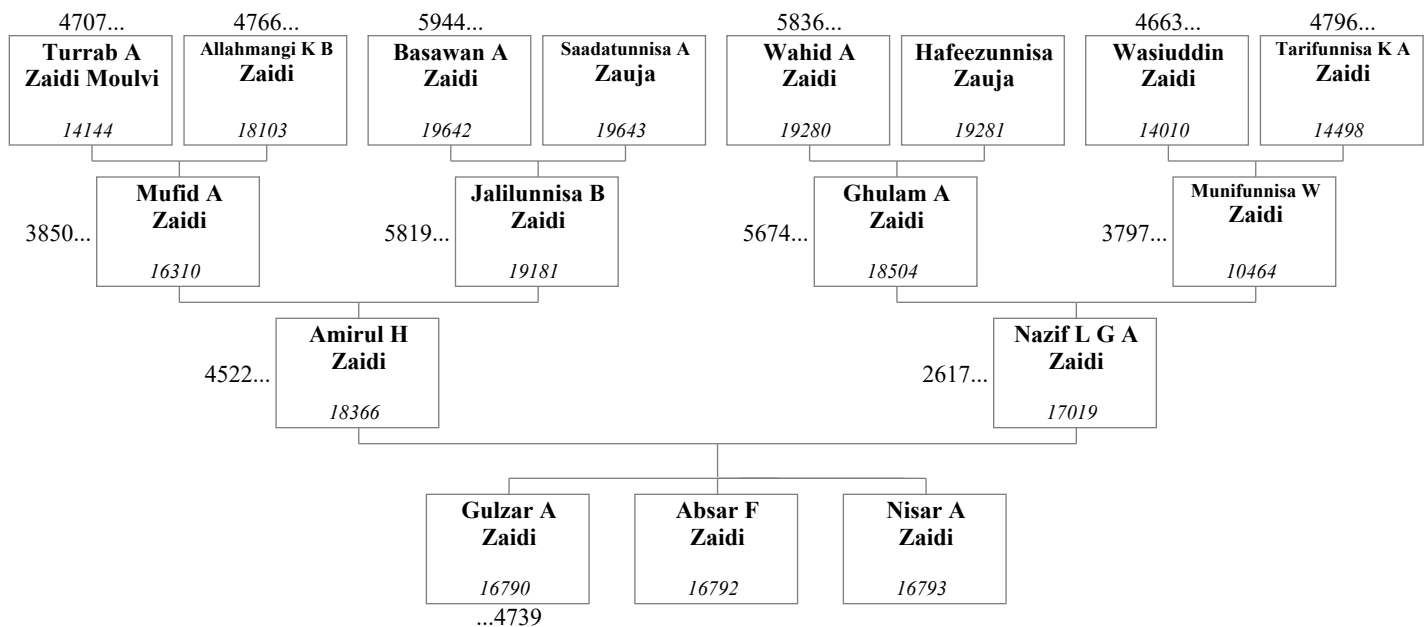 4707...
4766...
5944...
5836...
4663...
4796...
Turrab A
Zaidi Moulvi
14144
Allahmangi K B
Zaidi
18103
Basawan A
Zaidi
19642
Saadatunnisa A
Zauja
19643
Wahid A
Zaidi
19280
Hafeezunnisa
Zauja
19281
Wasiuddin
Zaidi
14010
Tarifunnisa K A
Zaidi
14498
3850...
Mufid A
Zaidi
16310
5819...
Jalilunnisa B
Zaidi
19181
5674...
Ghulam A
Zaidi
18504
3797...
Munifunnisa W
Zaidi
10464
4522...
Amirul H
Zaidi
18366
2617...
Nazif L G A
Zaidi
17019
Gulzar A
Zaidi
16790
Absar F
Zaidi
16792
Nisar A
Zaidi
16793
...4739